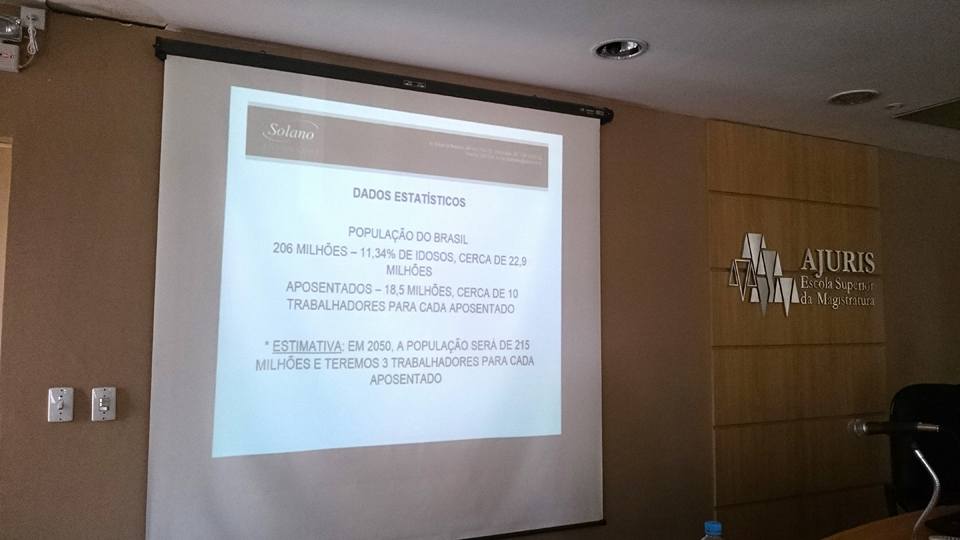 Solano
DADOS ESTATÍSTICOS
POPULAÇÃO DO BRASIL
206 MILHÕES – 11,34% DE IDOSOS, CERCA DE 22,9
MILHÕES
APOSENTADOS – 18,5 MILHÕES, CERCA DE 10
TRABALHADORES PARA CADA APOSENTADO
* ESTIMATIVA: EM 2050, A POPULAÇÃO SERÁ DE 215
MILHÕES E TEREMOS 3 TRABALHADORES PARA CADA
APOSENTADO
AJURIS
Escola Superior
da Magistratura